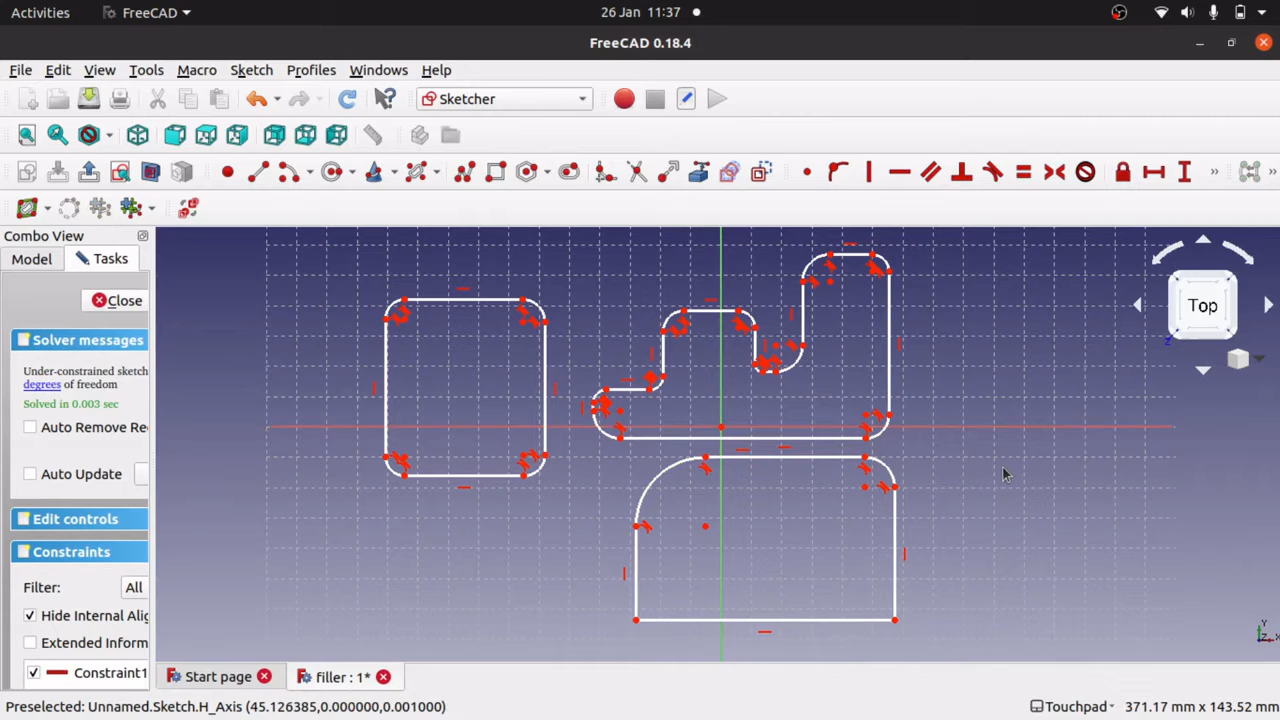 Activities FreeCAD 26 Jan 11:37
FreeCAD 0.18.4
File Edit View Tools Macro Sketch Profiles Windows Help
Sketcher
Combo View
Model Tasks
Close
Solver messages
Under-constrained sketch
degrees of freedom
Solved in 0.003 sec
Auto Remove Re
Auto Update
Edit controls
Constraints
Filter: All
Hide Internal Alig
Extended Inform
Constraint1
Top
Z
Y
Z X
Start page filler : 1*
Preselected: Unnamed.Sketch.H_Axis (45.126385,0.000000,0.001000) Touchpad 371.17 mm x 143.52 mm